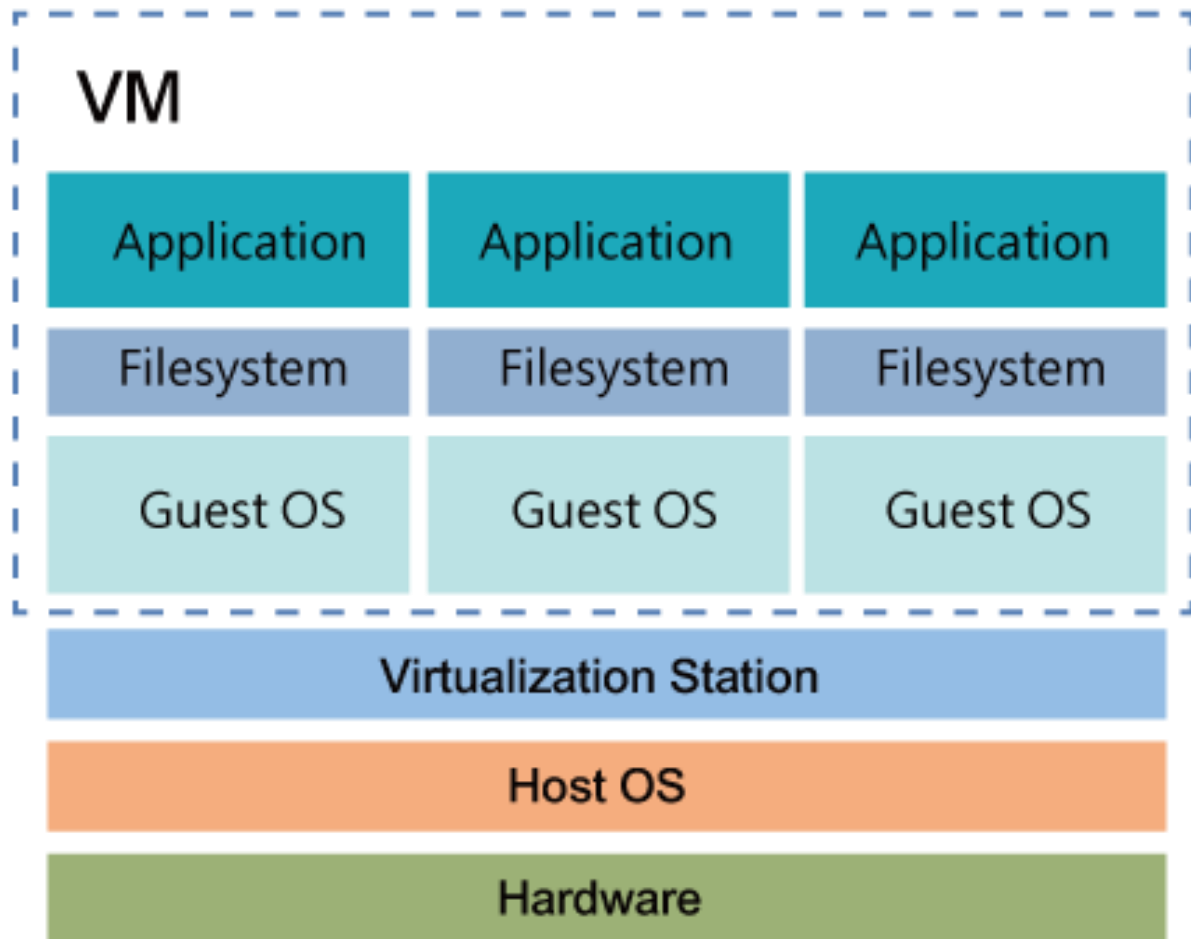 VM
Application Application Application
Filesystem Filesystem Filesystem
Guest OS Guest OS Guest OS
Virtualization Station
Host OS
Hardware